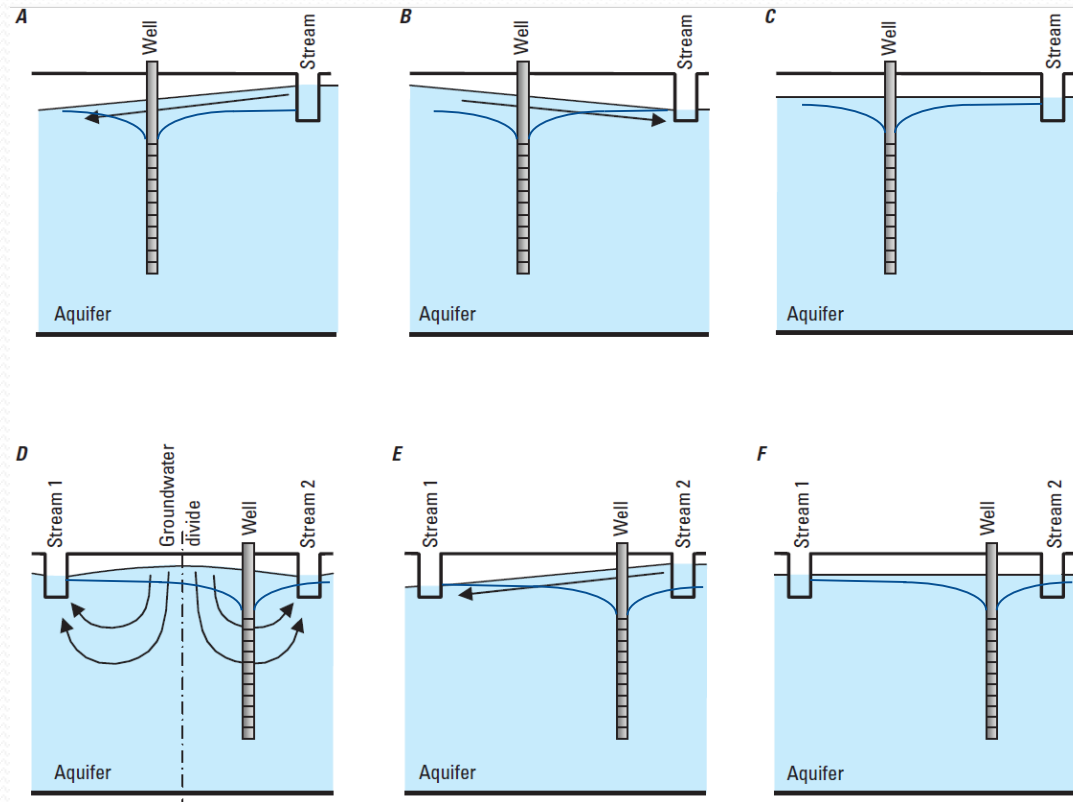 A
Well
Stream
Aquifer
B
Well
Stream
Aquifer
C
Well
Stream
Aquifer
D
Stream 1
Groundwater
divide
Well
Stream 2
Aquifer
E
Stream 1
Well
Stream 2
Aquifer
F
Stream 1
Well
Stream 2
Aquifer